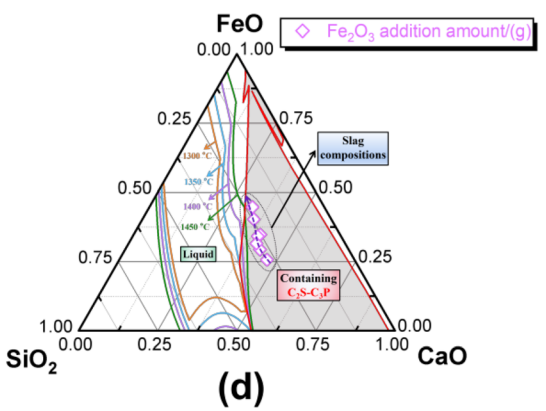 FeO
Fe₂O₃ addition amount/(g)
0.00 1.00
0.25 0.75
1300 °C
Slag
compositions
1350 °C
0.50 0.50
1400 °C
1450 °C
Liquid
0.75 0.25
Containing
C₂S-C₃P
1.00 0.00
SiO₂ 0.00 0.25 0.50 0.75 1.00 CaO
(d)